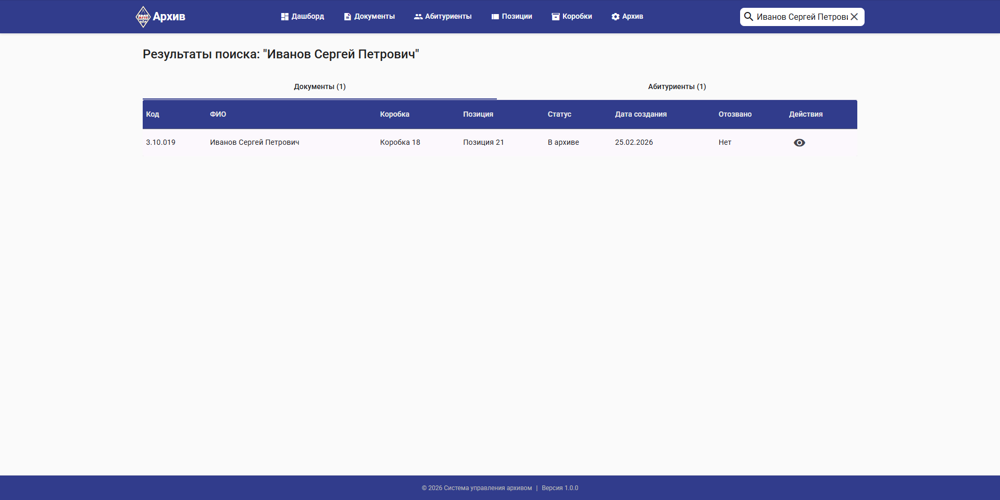 Архив Дашборд Документы Абитуриенты Позиции Коробки Архив Иванов Сергей Петрови
Результаты поиска: "Иванов Сергей Петрович"
Документы (1) Абитуриенты (1)
Код ФИО Коробка Позиция Статус Дата создания Отозвано Действия
3.10.019 Иванов Сергей Петрович Коробка 18 Позиция 21 В архиве 25.02.2026 Нет
© 2026 Система управления архивом | Версия 1.0.0